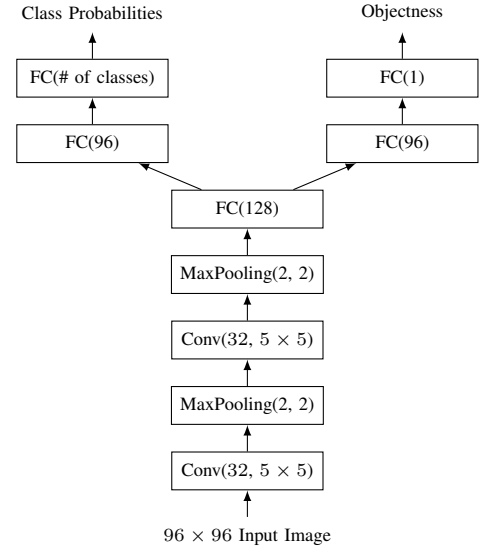 Class Probabilities
Objectness
FC(# of classes)
FC(1)
FC(96)
FC(96)
FC(128)
MaxPooling(2, 2)
Conv(32, 5 × 5)
MaxPooling(2, 2)
Conv(32, 5 × 5)
96 × 96 Input Image